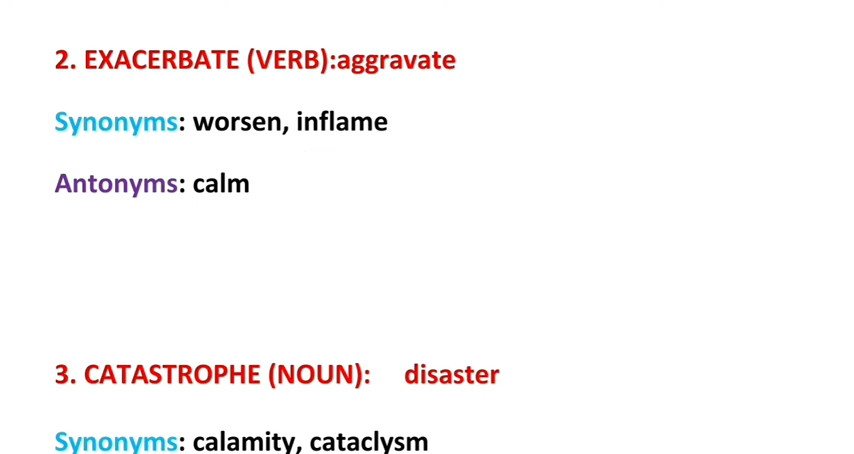 2. EXACERBATE (VERB):aggravate
Synonyms: worsen, inflame
Antonyms: calm
3. CATASTROPHE (NOUN): disaster
Synonyms: calamity, cataclysm